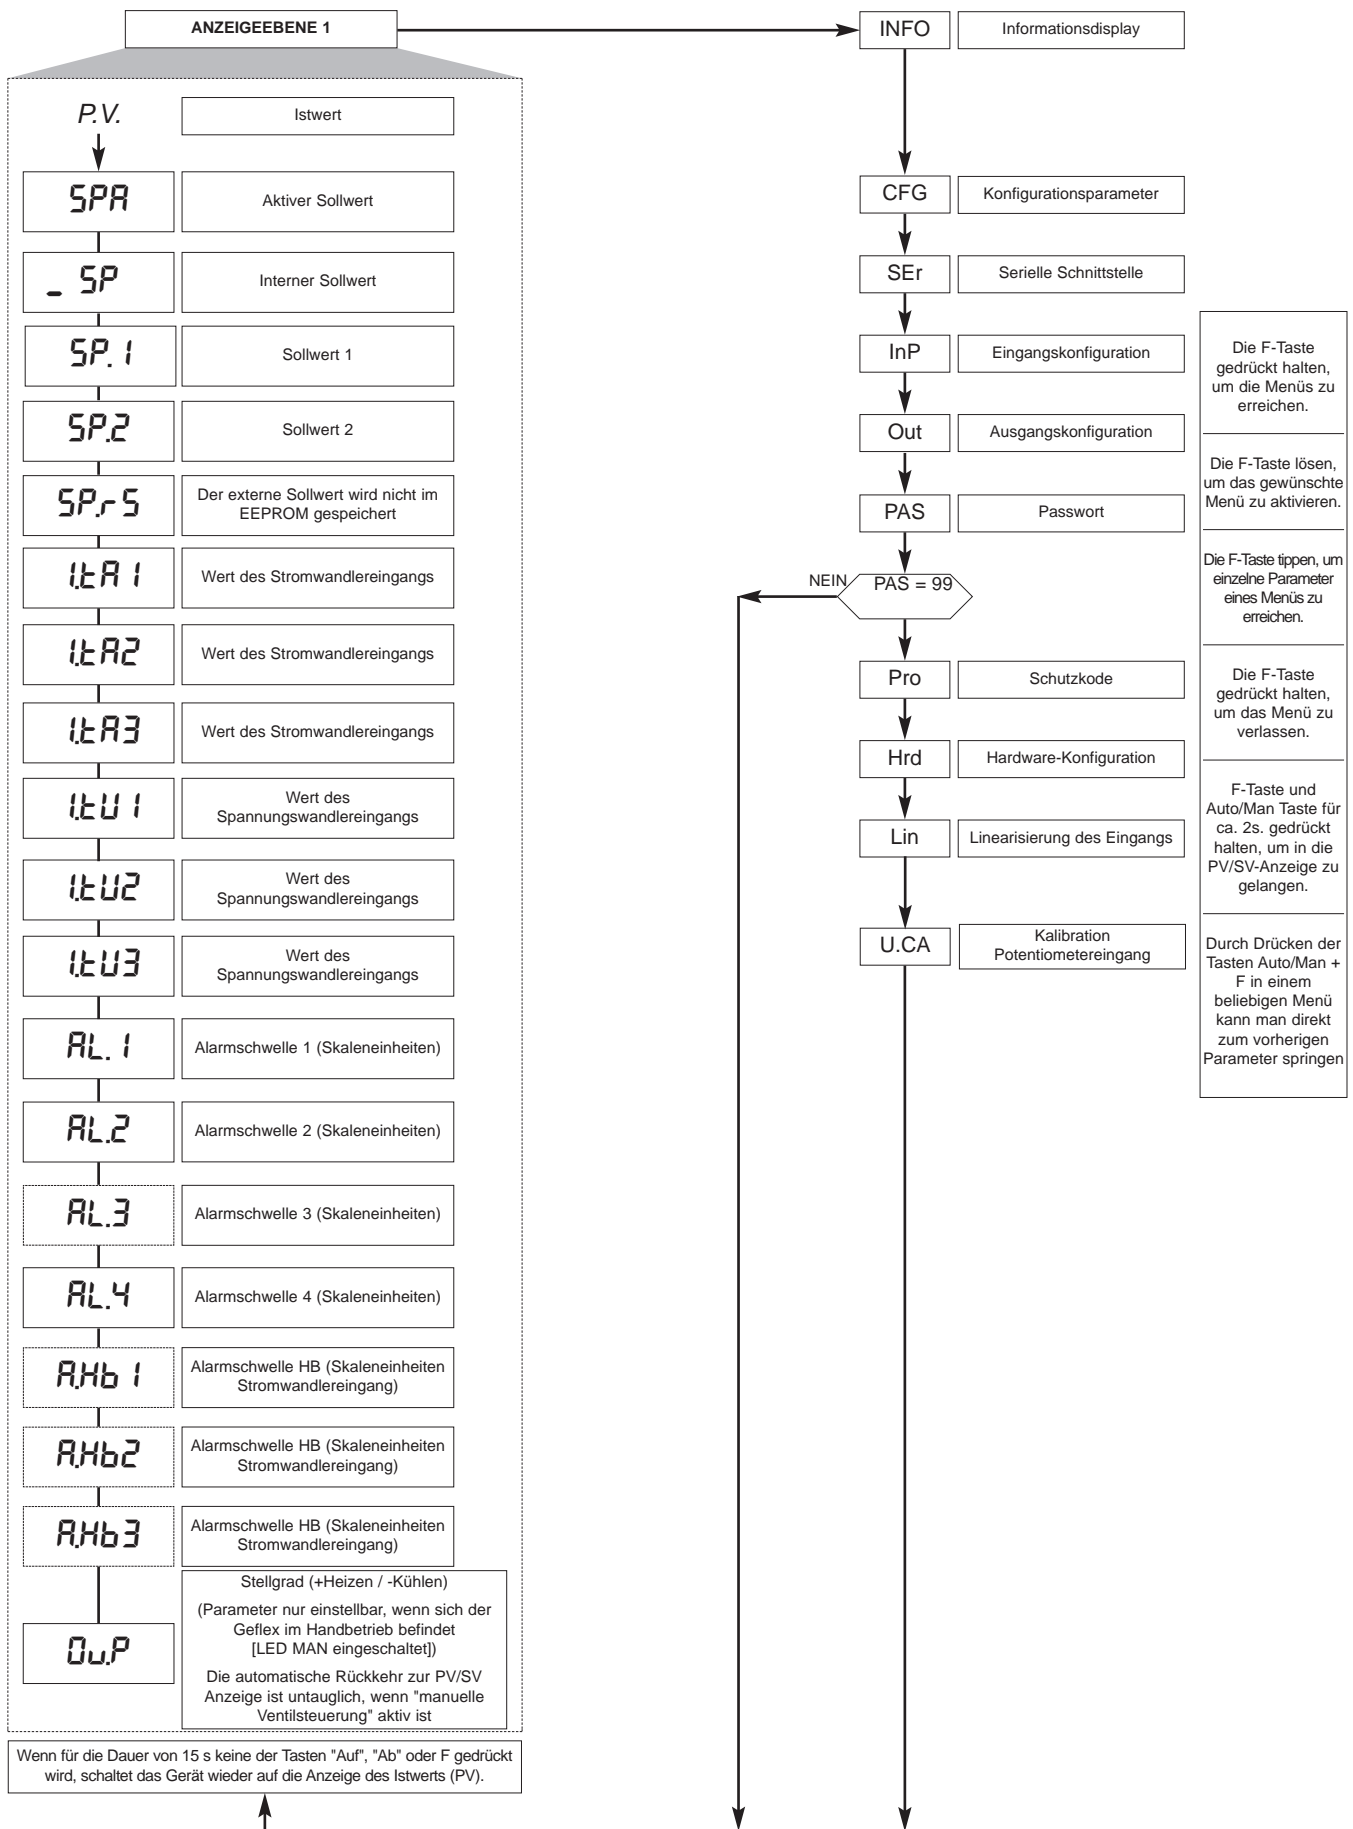 ANZEIGEEBENE 1
P.V.
Istwert
SPA
Aktiver Sollwert
_ SP
Interner Sollwert
SP. 1
Sollwert 1
SP.2
Sollwert 2
SP.rS
Der externe Sollwert wird nicht im
EEPROM gespeichert
I.tA 1
Wert des Stromwandlereingangs
I.tA2
Wert des Stromwandlereingangs
I.tA3
Wert des Stromwandlereingangs
I.tU 1
Wert des
Spannungswandlereingangs
I.tU2
Wert des
Spannungswandlereingangs
I.tU3
Wert des
Spannungswandlereingangs
AL. 1
Alarmschwelle 1 (Skaleneinheiten)
AL.2
Alarmschwelle 2 (Skaleneinheiten)
AL.3
Alarmschwelle 3 (Skaleneinheiten)
AL.4
Alarmschwelle 4 (Skaleneinheiten)
A.Hb 1
Alarmschwelle HB (Skaleneinheiten
Stromwandlereingang)
A.Hb2
Alarmschwelle HB (Skaleneinheiten
Stromwandlereingang)
A.Hb3
Alarmschwelle HB (Skaleneinheiten
Stromwandlereingang)
Ou.P
Stellgrad (+Heizen / -Kühlen)
(Parameter nur einstellbar, wenn sich der
Geflex im Handbetrieb befindet
[LED MAN eingeschaltet])
Die automatische Rückkehr zur PV/SV
Anzeige ist untauglich, wenn "manuelle
Ventilsteuerung" aktiv ist
Wenn für die Dauer von 15 s keine der Tasten "Auf", "Ab" oder F gedrückt
wird, schaltet das Gerät wieder auf die Anzeige des Istwerts (PV).
INFO
Informationsdisplay
CFG
Konfigurationsparameter
SEr
Serielle Schnittstelle
InP
Eingangskonfiguration
Out
Ausgangskonfiguration
PAS
Passwort
NEIN
PAS = 99
Pro
Schutzkode
Hrd
Hardware-Konfiguration
Lin
Linearisierung des Eingangs
U.CA
Kalibration
Potentiometereingang
Die F-Taste
gedrückt halten,
um die Menüs zu
erreichen.
Die F-Taste lösen,
um das gewünschte
Menü zu aktivieren.
Die F-Taste tippen, um
einzelne Parameter
eines Menüs zu
erreichen.
Die F-Taste
gedrückt halten,
um das Menü zu
verlassen.
F-Taste und
Auto/Man Taste für
ca. 2s. gedrückt
halten, um in die
PV/SV-Anzeige zu
gelangen.
Durch Drücken der
Tasten Auto/Man +
F in einem
beliebigen Menü
kann man direkt
zum vorherigen
Parameter springen